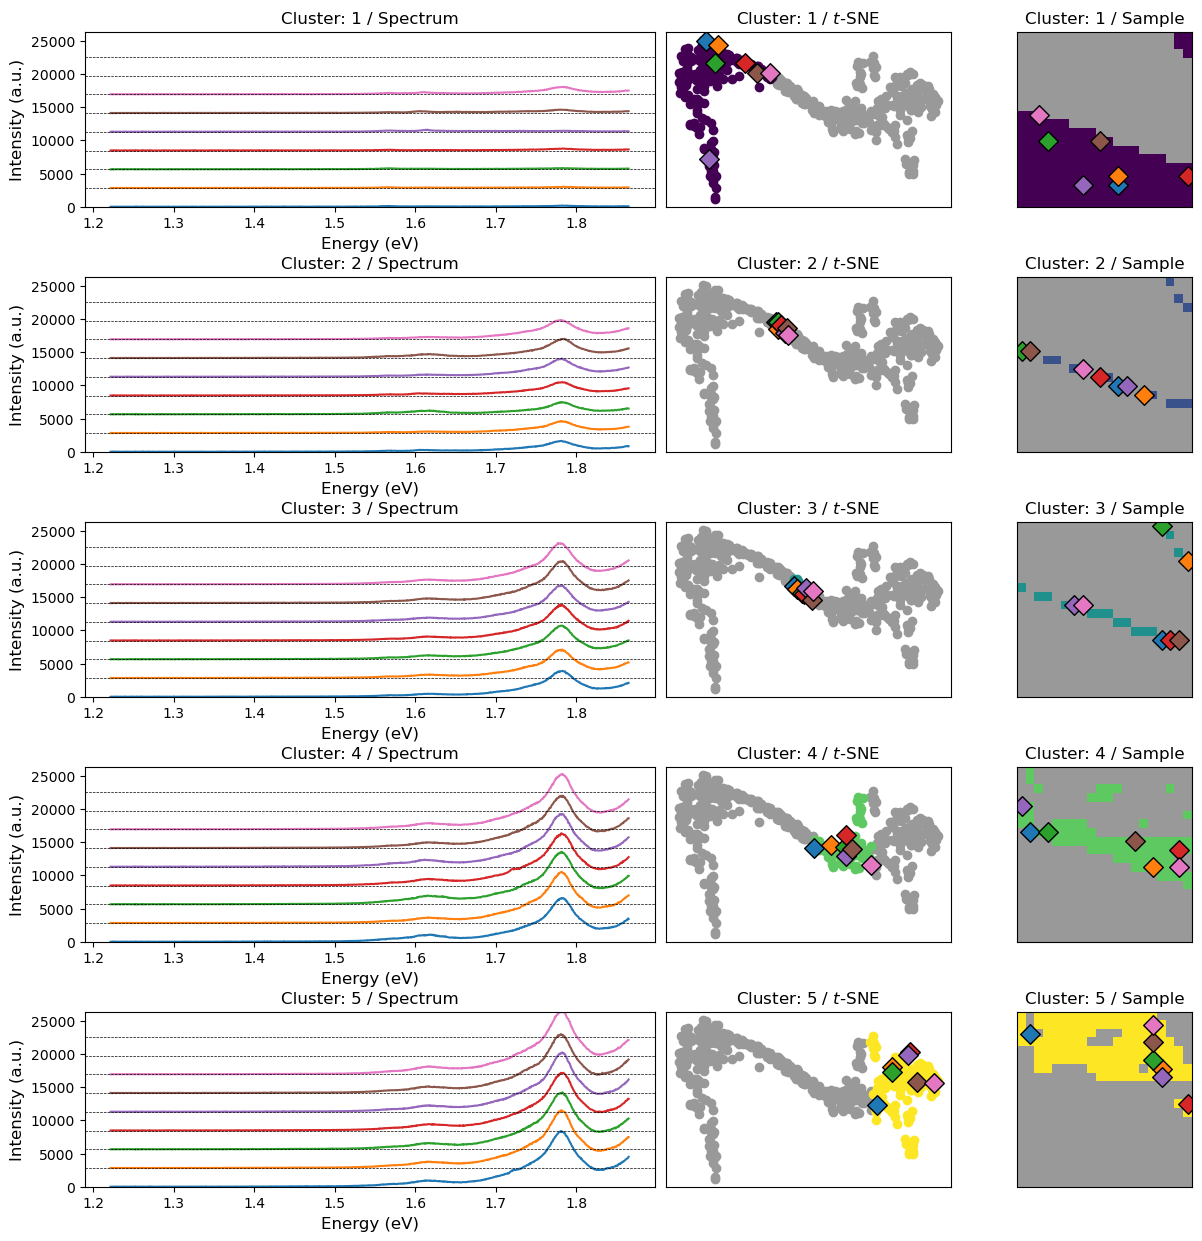 Cluster: 1 / Spectrum
Cluster: 1 / t-SNE
Cluster: 1 / Sample
25000
20000
15000
10000
5000
0
Intensity (a.u.)
1.2 1.3 1.4 1.5 1.6 1.7 1.8
Energy (eV)
Cluster: 2 / Spectrum
Cluster: 2 / t-SNE
Cluster: 2 / Sample
25000
20000
15000
10000
5000
0
Intensity (a.u.)
1.2 1.3 1.4 1.5 1.6 1.7 1.8
Energy (eV)
Cluster: 3 / Spectrum
Cluster: 3 / t-SNE
Cluster: 3 / Sample
25000
20000
15000
10000
5000
0
Intensity (a.u.)
1.2 1.3 1.4 1.5 1.6 1.7 1.8
Energy (eV)
Cluster: 4 / Spectrum
Cluster: 4 / t-SNE
Cluster: 4 / Sample
25000
20000
15000
10000
5000
0
Intensity (a.u.)
1.2 1.3 1.4 1.5 1.6 1.7 1.8
Energy (eV)
Cluster: 5 / Spectrum
Cluster: 5 / t-SNE
Cluster: 5 / Sample
25000
20000
15000
10000
5000
0
Intensity (a.u.)
1.2 1.3 1.4 1.5 1.6 1.7 1.8
Energy (eV)